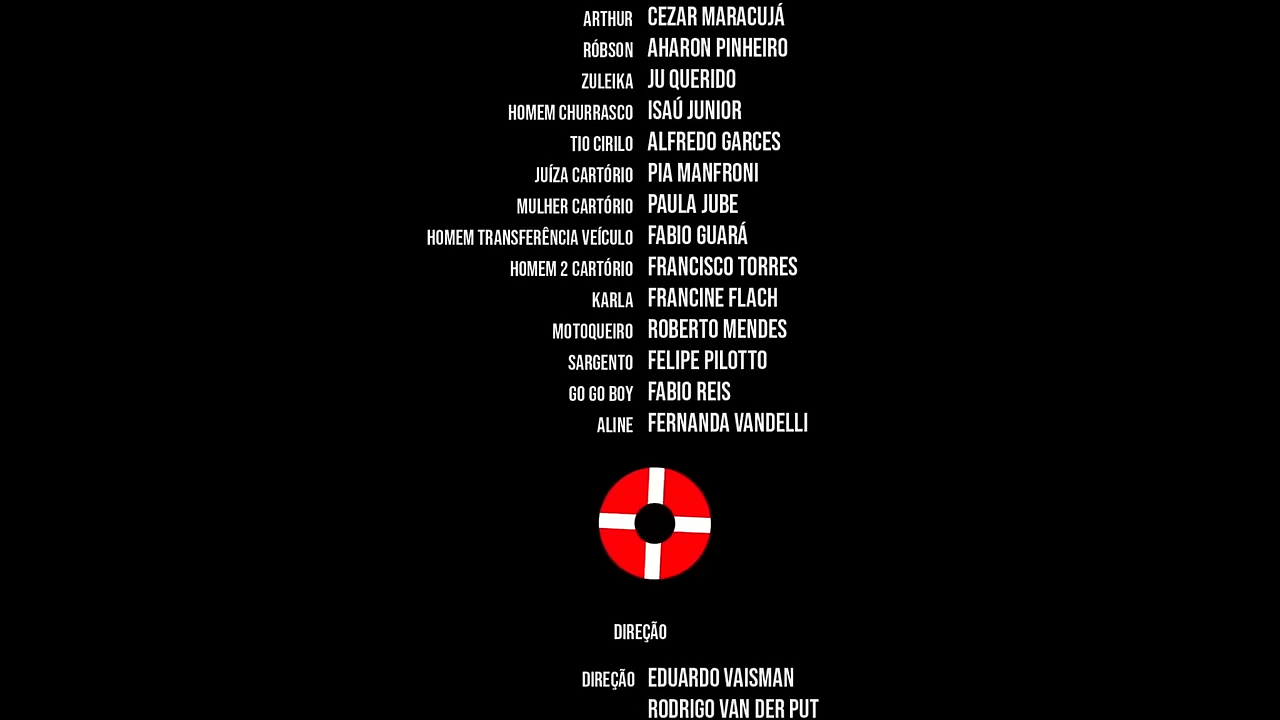 ARTHUR CEZAR MARACUJÁ
RÓBSON AHARON PINHEIRO
ZULEIKA JU QUERIDO
HOMEM CHURRASCO ISAÚ JUNIOR
TIO CIRILO ALFREDO GARCES
JUÍZA CARTÓRIO PIA MANFRONI
MULHER CARTÓRIO PAULA JUBE
HOMEM TRANSFERÊNCIA VEÍCULO FABIO GUARÁ
HOMEM 2 CARTÓRIO FRANCISCO TORRES
KARLA FRANCINE FLACH
MOTOQUEIRO ROBERTO MENDES
SARGENTO FELIPE PILOTTO
GO GO BOY FABIO REIS
ALINE FERNANDA VANDELLI
DIREÇÃO
DIREÇÃO EDUARDO VAISMAN
RODRIGO VAN DER PUT